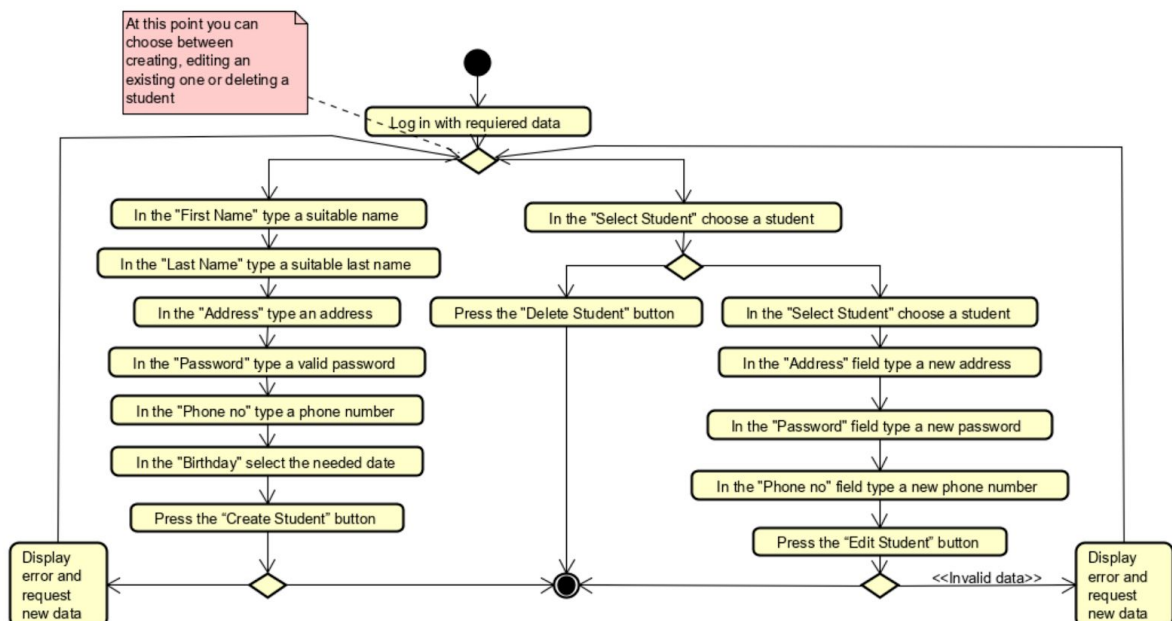 At this point you can
choose between
creating, editing an
existing one or deleting a
student
Log in with requiered data
In the "First Name" type a suitable name
In the "Last Name" type a suitable last name
In the "Address" type an address
In the "Password" type a valid password
In the "Phone no" type a phone number
In the "Birthday" select the needed date
Press the “Create Student” button
Display
error and
request
new data
In the "Select Student" choose a student
Press the "Delete Student" button
In the "Select Student" choose a student
In the "Address" field type a new address
In the "Password" field type a new password
In the "Phone no" field type a new phone number
Press the “Edit Student” button
<<Invalid data>>
Display
error and
request
new data